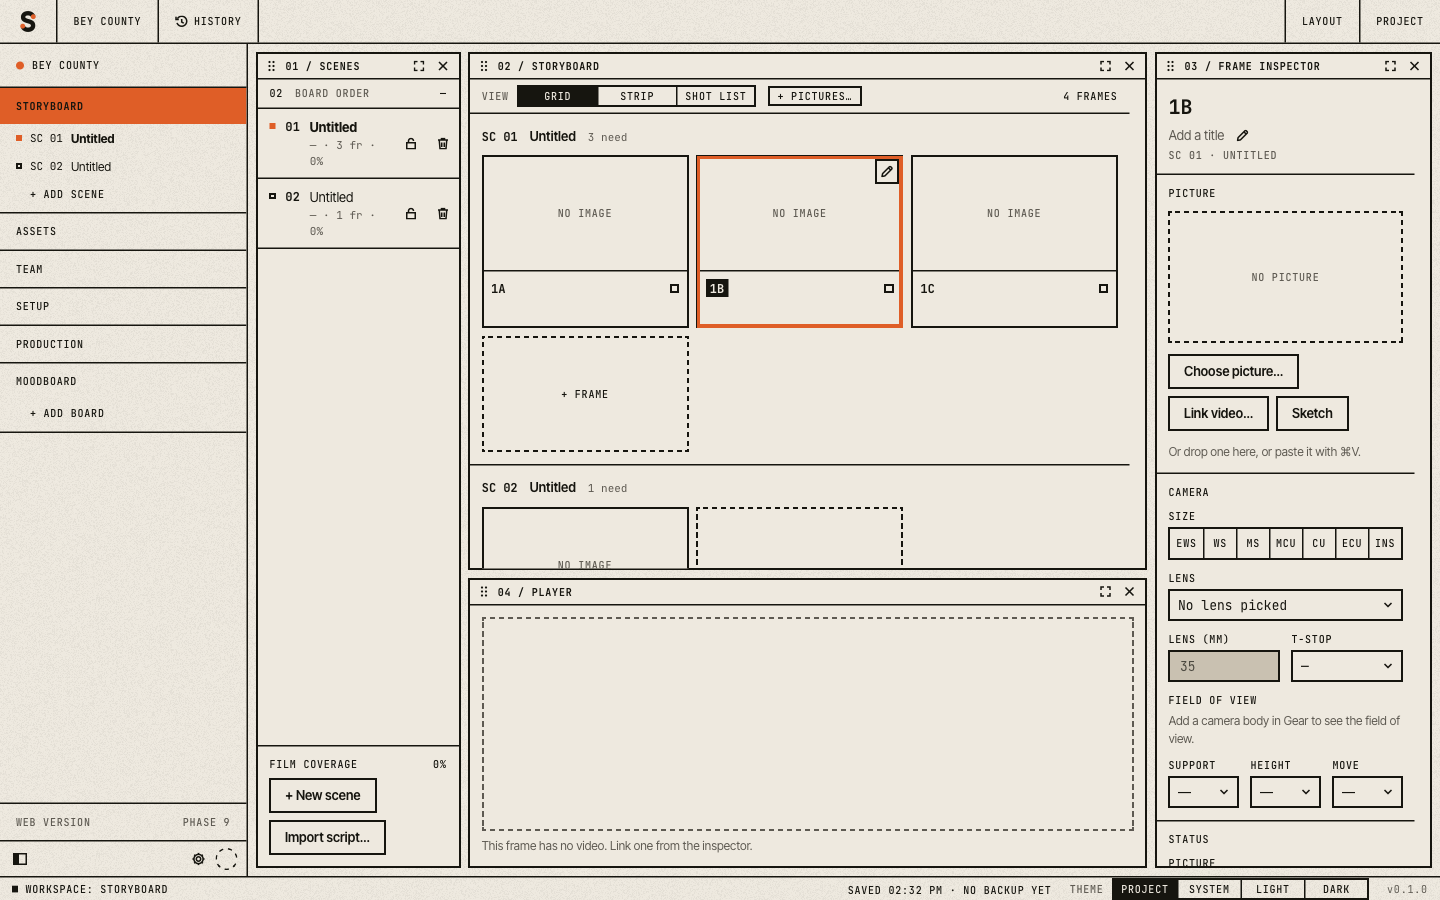 S
BEY COUNTY
HISTORY
LAYOUT
PROJECT
BEY COUNTY
STORYBOARD
SC 01 Untitled
SC 02 Untitled
+ ADD SCENE
ASSETS
TEAM
SETUP
PRODUCTION
MOODBOARD
+ ADD BOARD
WEB VERSION
PHASE 9
01 / SCENES
02 BOARD ORDER —
01 Untitled
— · 3 fr ·
0%
02 Untitled
— · 1 fr ·
0%
FILM COVERAGE 0%
+ New scene
Import script…
02 / STORYBOARD
VIEW GRID STRIP SHOT LIST + PICTURES… 4 FRAMES
SC 01 Untitled 3 need
NO IMAGE NO IMAGE NO IMAGE
1A 1B 1C
+ FRAME
SC 02 Untitled 1 need
NO IMAGE
04 / PLAYER
This frame has no video. Link one from the inspector.
03 / FRAME INSPECTOR
1B
Add a title
SC 01 · UNTITLED
PICTURE
NO PICTURE
Choose picture…
Link video… Sketch
Or drop one here, or paste it with ⌘V.
CAMERA
SIZE
EWS WS MS MCU CU ECU INS
LENS
No lens picked
LENS (MM) T-STOP
35 —
FIELD OF VIEW
Add a camera body in Gear to see the field of
view.
SUPPORT HEIGHT MOVE
— — —
STATUS
PICTURE
WORKSPACE: STORYBOARD
SAVED 02:32 PM · NO BACKUP YET
THEME PROJECT SYSTEM LIGHT DARK
v0.1.0